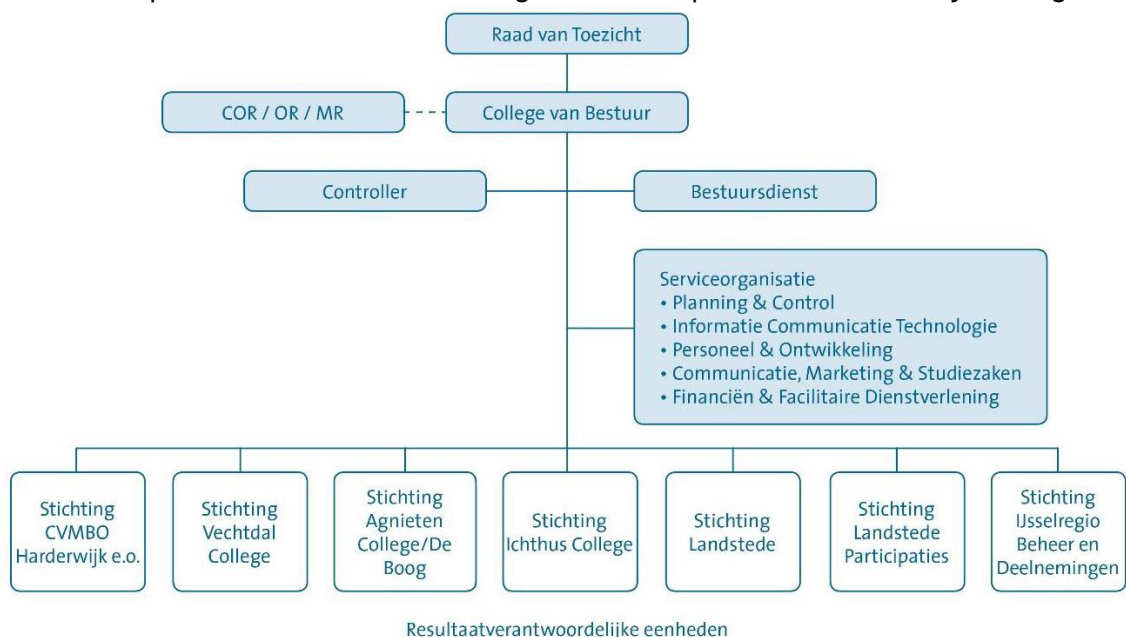 Raad van Toezicht
COR / OR / MR
College van Bestuur
Controller
Bestuursdienst
Serviceorganisatie
• Planning & Control
• Informatie Communicatie Technologie
• Personeel & Ontwikkeling
• Communicatie, Marketing & Studiezaken
• Financiën & Facilitaire Dienstverlening
Stichting
CVMBO
Harderwijk e.o.
Stichting
Vechtdal
College
Stichting
Agnieten
College/De
Boog
Stichting
Ichthus College
Stichting
Landstede
Stichting
Landstede
Participaties
Stichting
IJsselregio
Beheer en
Deelnemingen
Resultaatverantwoordelijke eenheden